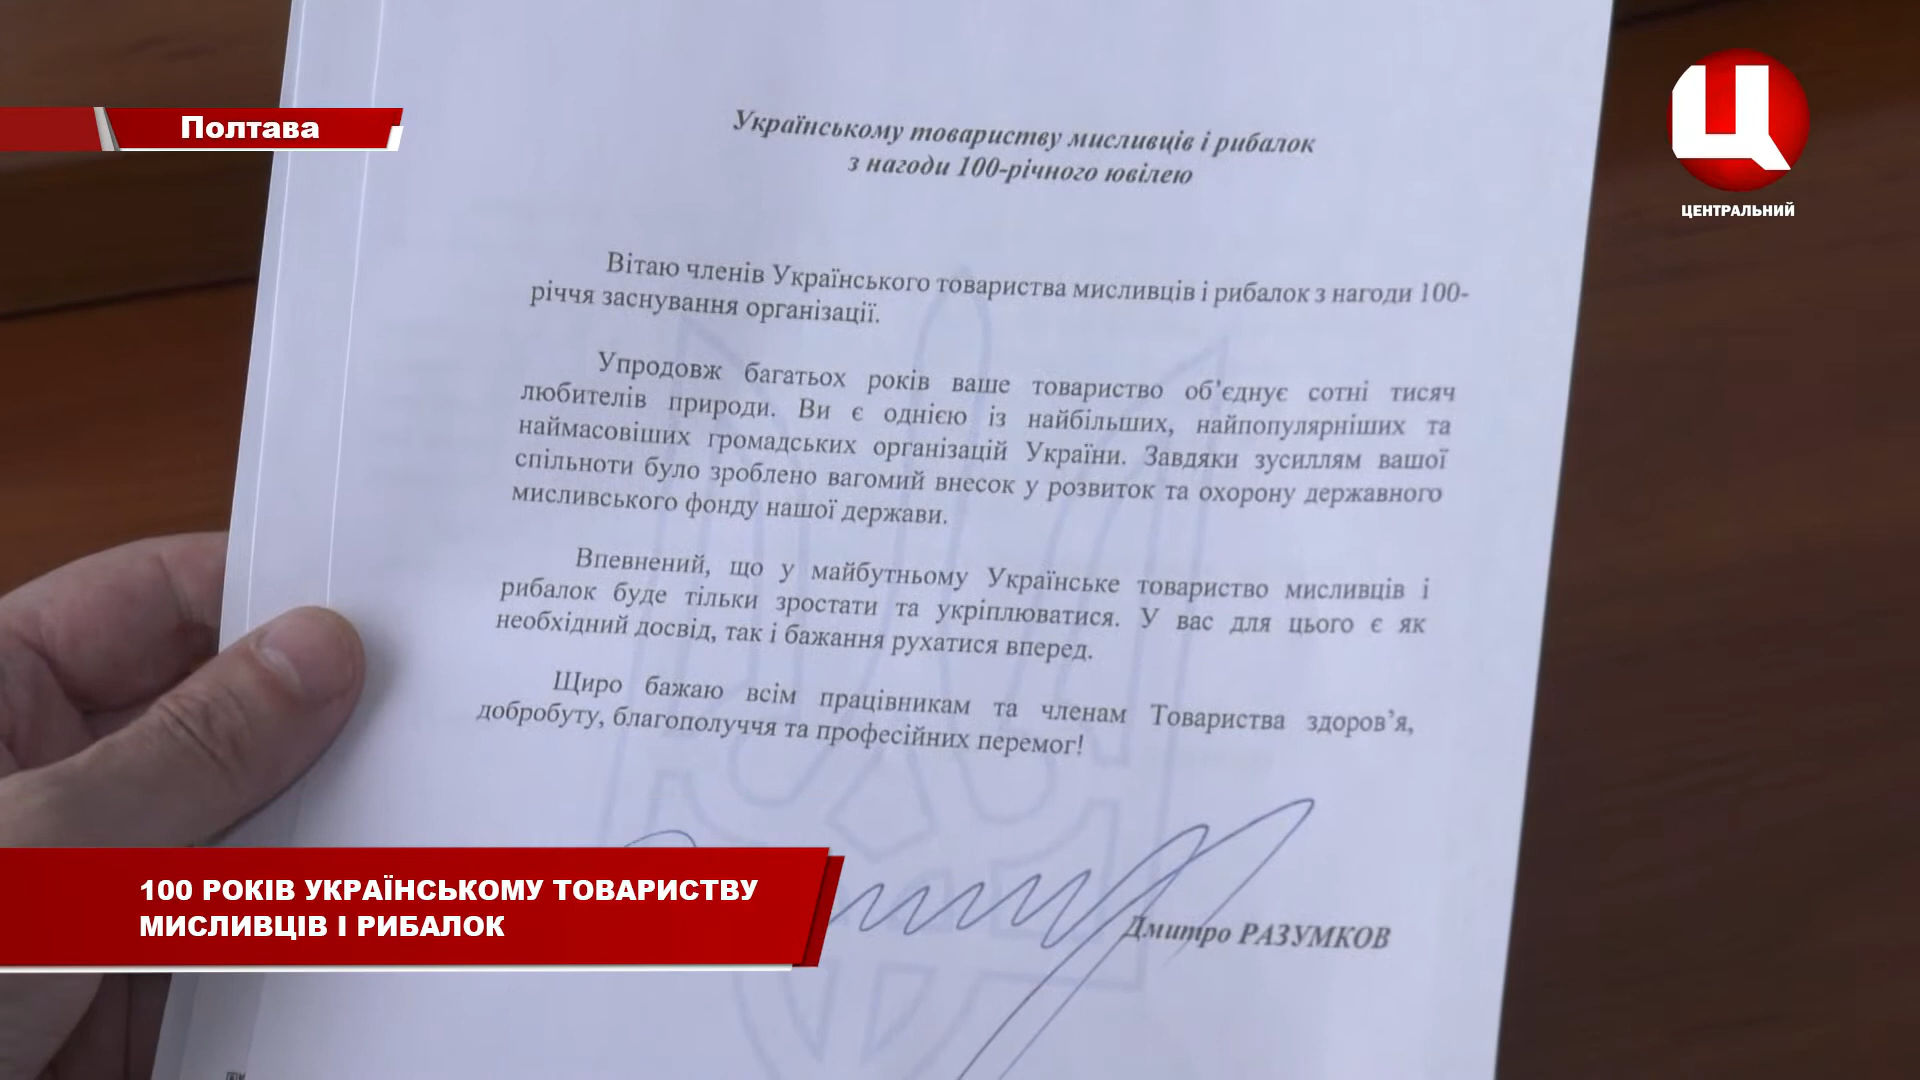 Полтава
Ц
ЦЕНТРАЛЬНИЙ
Українському товариству мисливців і рибалок
з нагоди 100-річного ювілею
Вітаю членів Українського товариства мисливців і рибалок з нагоди 100-
річчя заснування організації.
Упродовж багатьох років ваше товариство об’єднує сотні тисяч
любителів природи. Ви є однією із найбільших, найпопулярніших та
наймасовіших громадських організацій України. Завдяки зусиллям вашої
спільноти було зроблено вагомий внесок у розвиток та охорону державного
мисливського фонду нашої держави.
Впевнений, що у майбутньому Українське товариство мисливців і
рибалок буде тільки зростати та укріплюватися. У вас для цього є як
необхідний досвід, так і бажання рухатися вперед.
Щиро бажаю всім працівникам та членам Товариства здоров’я,
добробуту, благополуччя та професійних перемог!
Дмитро РАЗУМКОВ
100 РОКІВ УКРАЇНСЬКОМУ ТОВАРИСТВУ
МИСЛИВЦІВ І РИБАЛОК